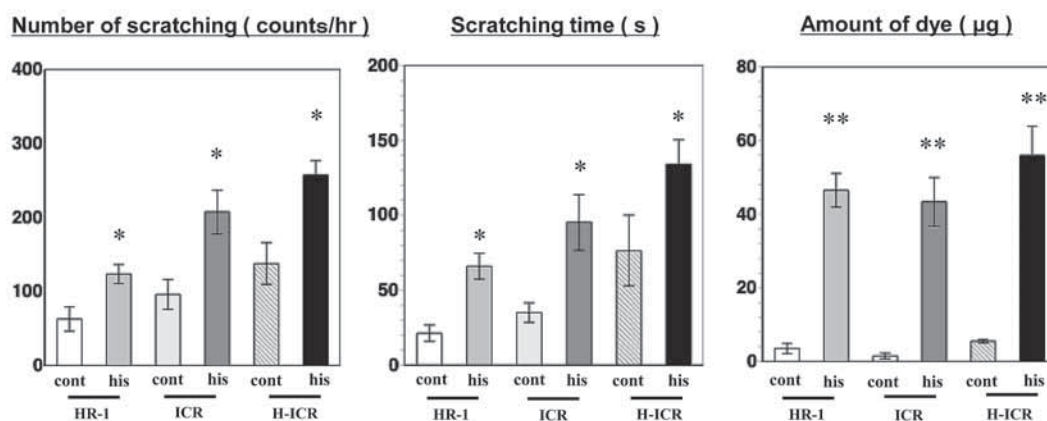 Number of scratching ( counts/hr )
400
300
200
100
0
*
*
*
cont his cont his cont his
HR-1 ICR H-ICR
Scratching time ( s )
200
150
100
50
0
*
*
*
cont his cont his cont his
HR-1 ICR H-ICR
Amount of dye ( μg )
80
60
40
20
0
**
**
**
cont his cont his cont his
HR-1 ICR H-ICR